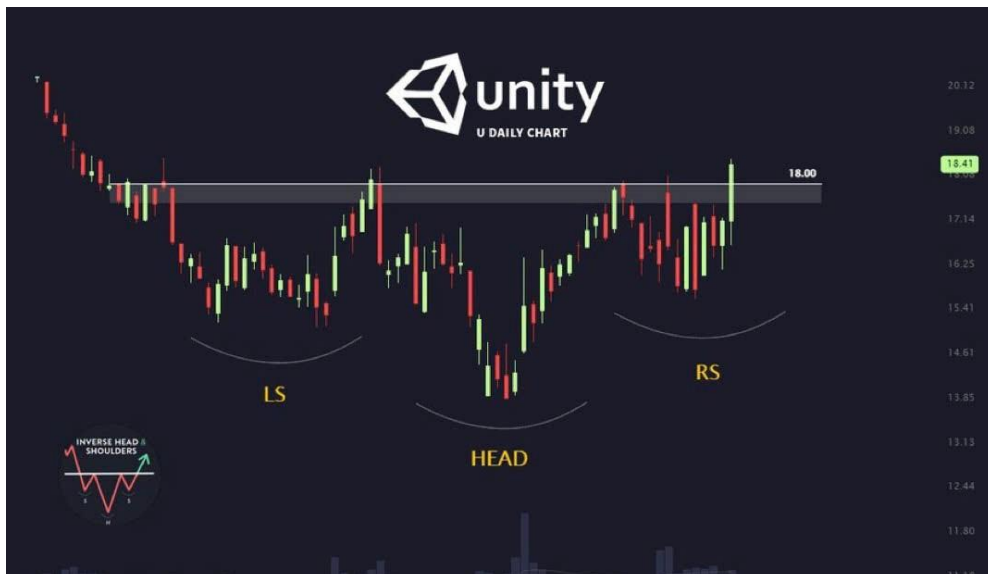 unity
U DAILY CHART
20.12
19.08
18.41
18.00
17.14
16.25
15.41
LS
14.61
RS
13.85
HEAD
INVERSE HEAD &
SHOULDERS
13.13
12.44
S
S
H
11.80